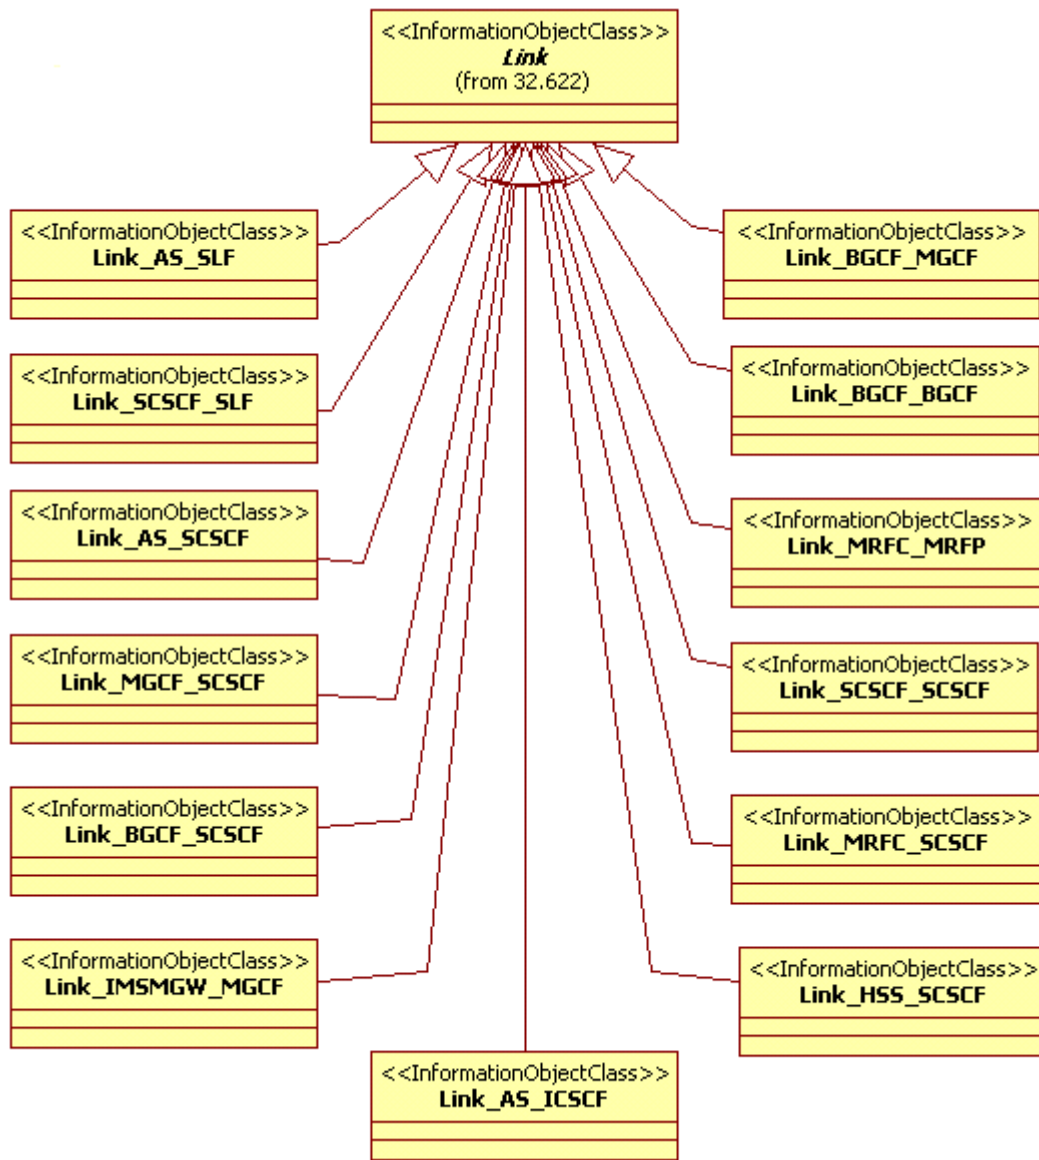 <<InformationObjectClass>>
Link
(from 32.622)
<<InformationObjectClass>>
Link_AS_SLF
<<InformationObjectClass>>
Link_BGCF_MGCF
<<InformationObjectClass>>
Link_SCSCF_SLF
<<InformationObjectClass>>
Link_BGCF_BGCF
<<InformationObjectClass>>
Link_AS_SCSCF
<<InformationObjectClass>>
Link_MRFC_MRFP
<<InformationObjectClass>>
Link_MGCF_SCSCF
<<InformationObjectClass>>
Link_SCSCF_SCSCF
<<InformationObjectClass>>
Link_BGCF_SCSCF
<<InformationObjectClass>>
Link_MRFC_SCSCF
<<InformationObjectClass>>
Link_IMSMGW_MGCF
<<InformationObjectClass>>
Link_HSS_SCSCF
<<InformationObjectClass>>
Link_AS_ICSCF